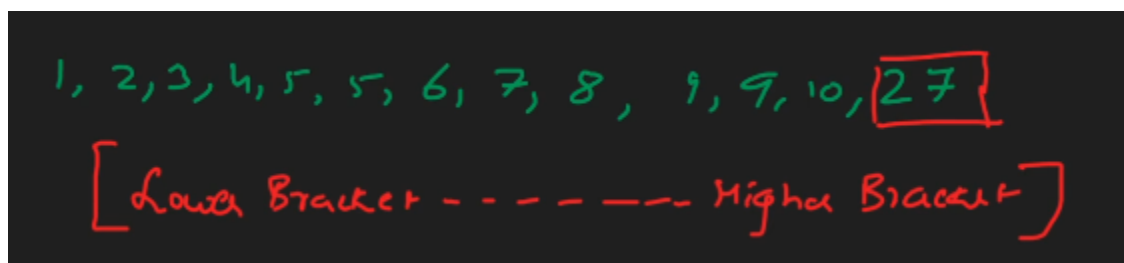 1, 2, 3, 4, 5, 5, 6, 7, 8, 9, 9, 10, 27
[Lower Bracket - - - - - - - Higher Bracket]